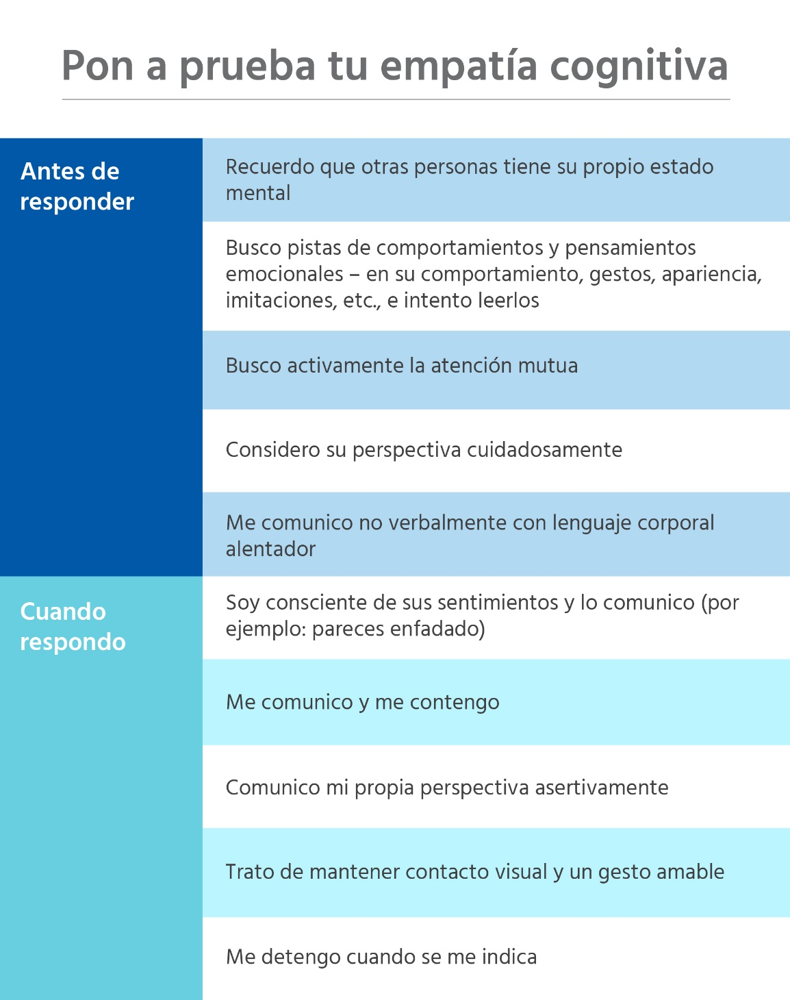 Pon a prueba tu empatía cognitiva
Antes de
responder
Recuerdo que otras personas tiene su propio estado
mental
Busco pistas de comportamientos y pensamientos
emocionales – en su comportamiento, gestos, apariencia,
imitaciones, etc., e intento leerlos
Busco activamente la atención mutua
Considero su perspectiva cuidadosamente
Me comunico no verbalmente con lenguaje corporal
alentador
Cuando
respondo
Soy consciente de sus sentimientos y lo comunico (por
ejemplo: pareces enfadado)
Me comunico y me contengo
Comunico mi propia perspectiva asertivamente
Trato de mantener contacto visual y un gesto amable
Me detengo cuando se me indica